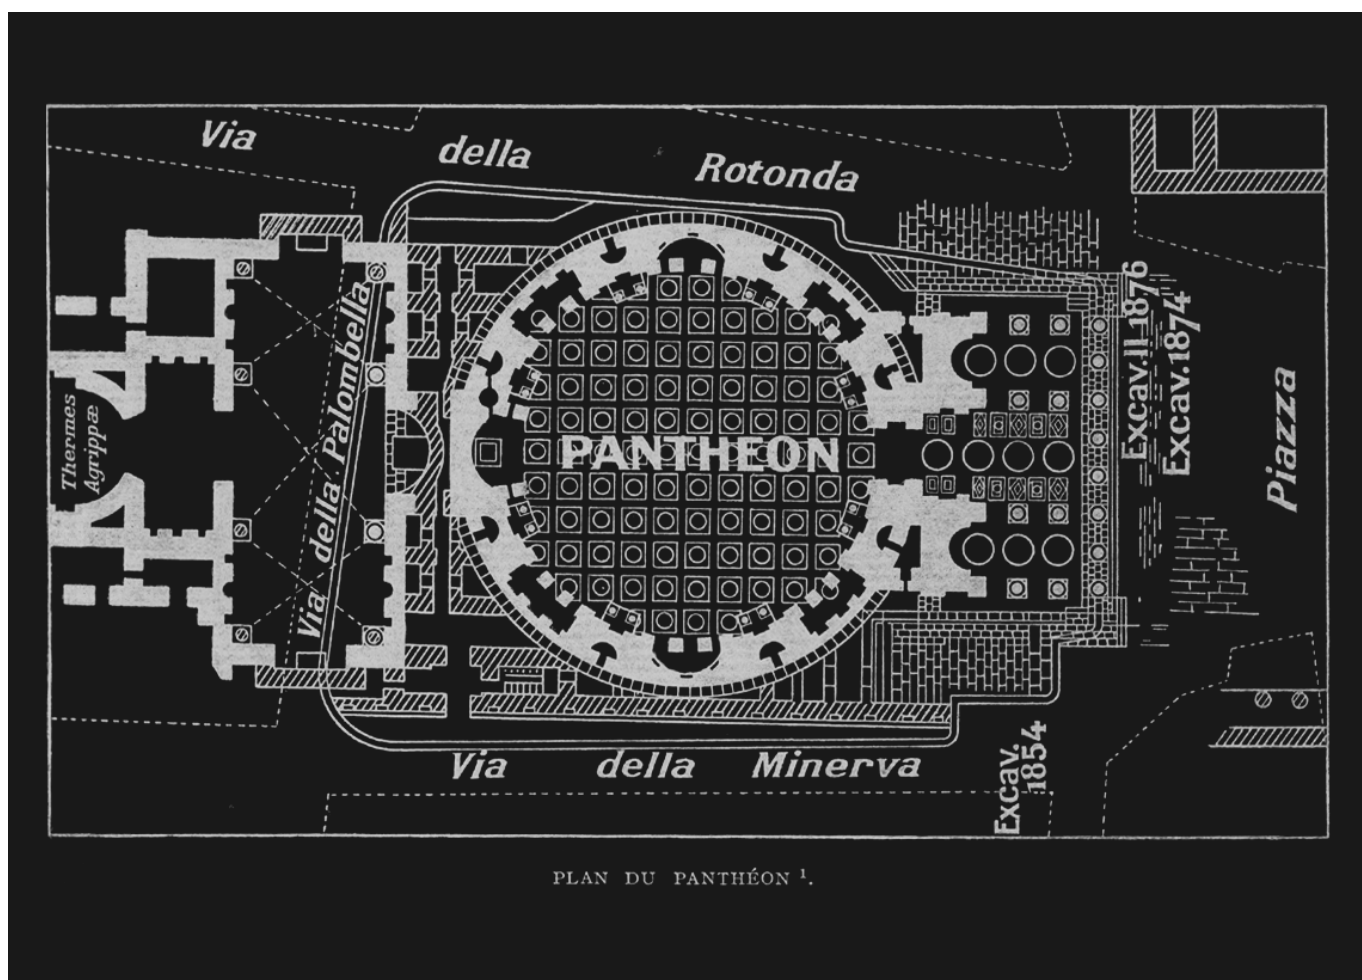 Via della Rotonda
Thermes
Agrippæ
Via della Palombella
PANTHEON
Excav. II 1876
Excav. 1874
Piazza
Via della Minerva
Excav.
1854
PLAN DU PANTHÉON ¹.